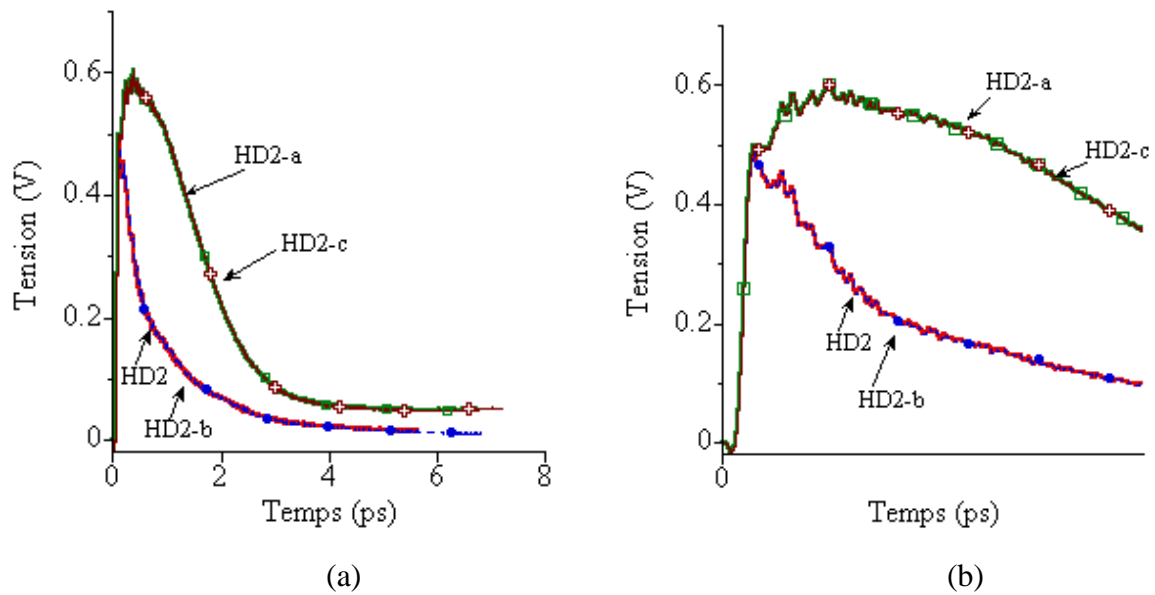 0.6
0.4
0.2
0
Tension (V)
HD2-a
HD2-c
HD2
HD2-b
0 2 4 6 8
Temps (ps)
(a)
0.6
0.4
0.2
0
Tension (V)
HD2-a
HD2-c
HD2
HD2-b
0
Temps (ps)
(b)